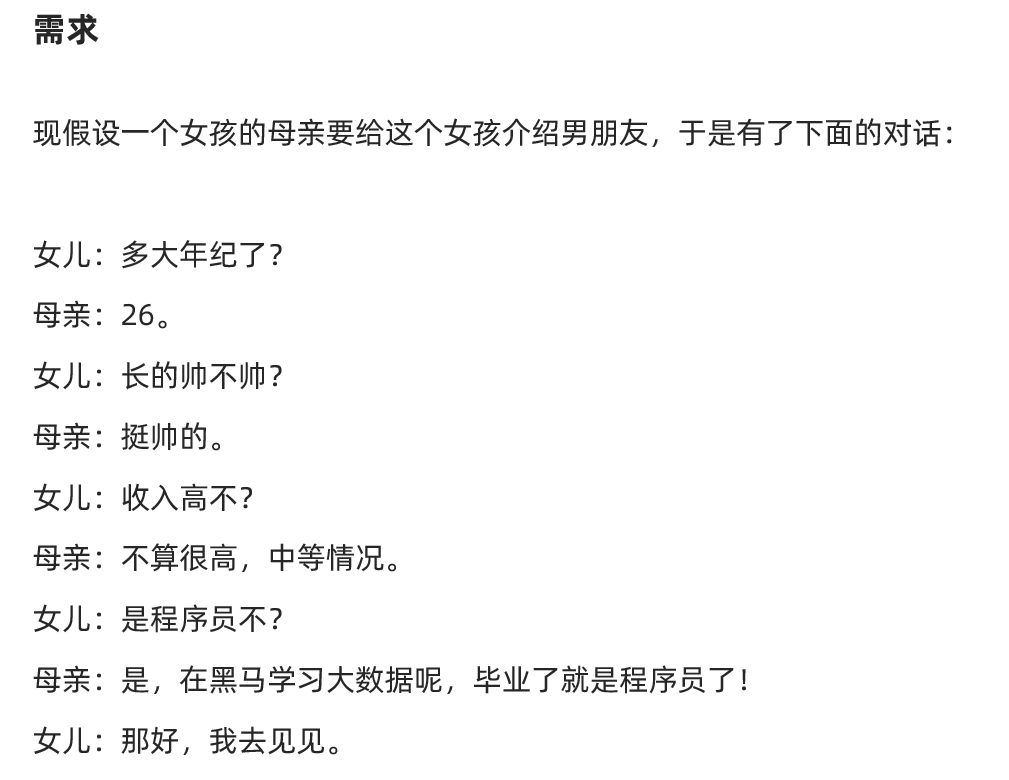 需求
现假设一个女孩的母亲要给这个女孩介绍男朋友，于是有了下面的对话：
女儿：多大年纪了？
母亲：26。
女儿：长的帅不帅？
母亲：挺帅的。
女儿：收入高不？
母亲：不算很高，中等情况。
女儿：是程序员不？
母亲：是，在黑马学习大数据呢，毕业了就是程序员了！
女儿：那好，我去见见。